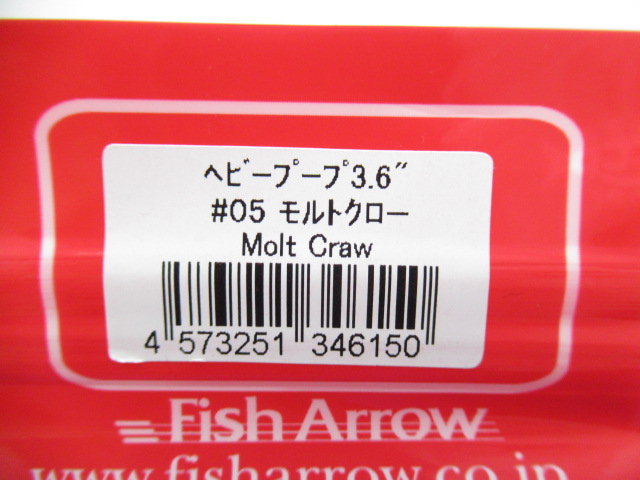 ﾍﾋﾞｰﾌﾟｰﾌﾟ3.6″
#05 モルトクロー
Molt Craw
4 573251 346150
Fish Arrow
www.fisharrow.co.jp